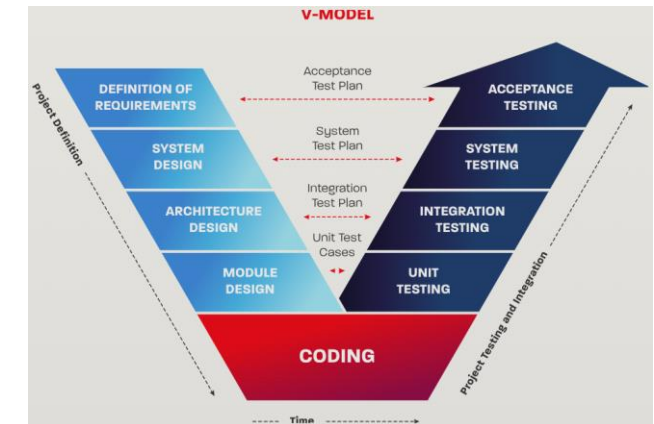 V-MODEL
DEFINITION OF
REQUIREMENTS
Acceptance
Test Plan
ACCEPTANCE
TESTING
SYSTEM
DESIGN
System
Test Plan
SYSTEM
TESTING
ARCHITECTURE
DESIGN
Integration
Test Plan
INTEGRATION
TESTING
MODULE
DESIGN
Unit Test
Cases
UNIT
TESTING
CODING
Project Definition
Project Testing and Integration
Time